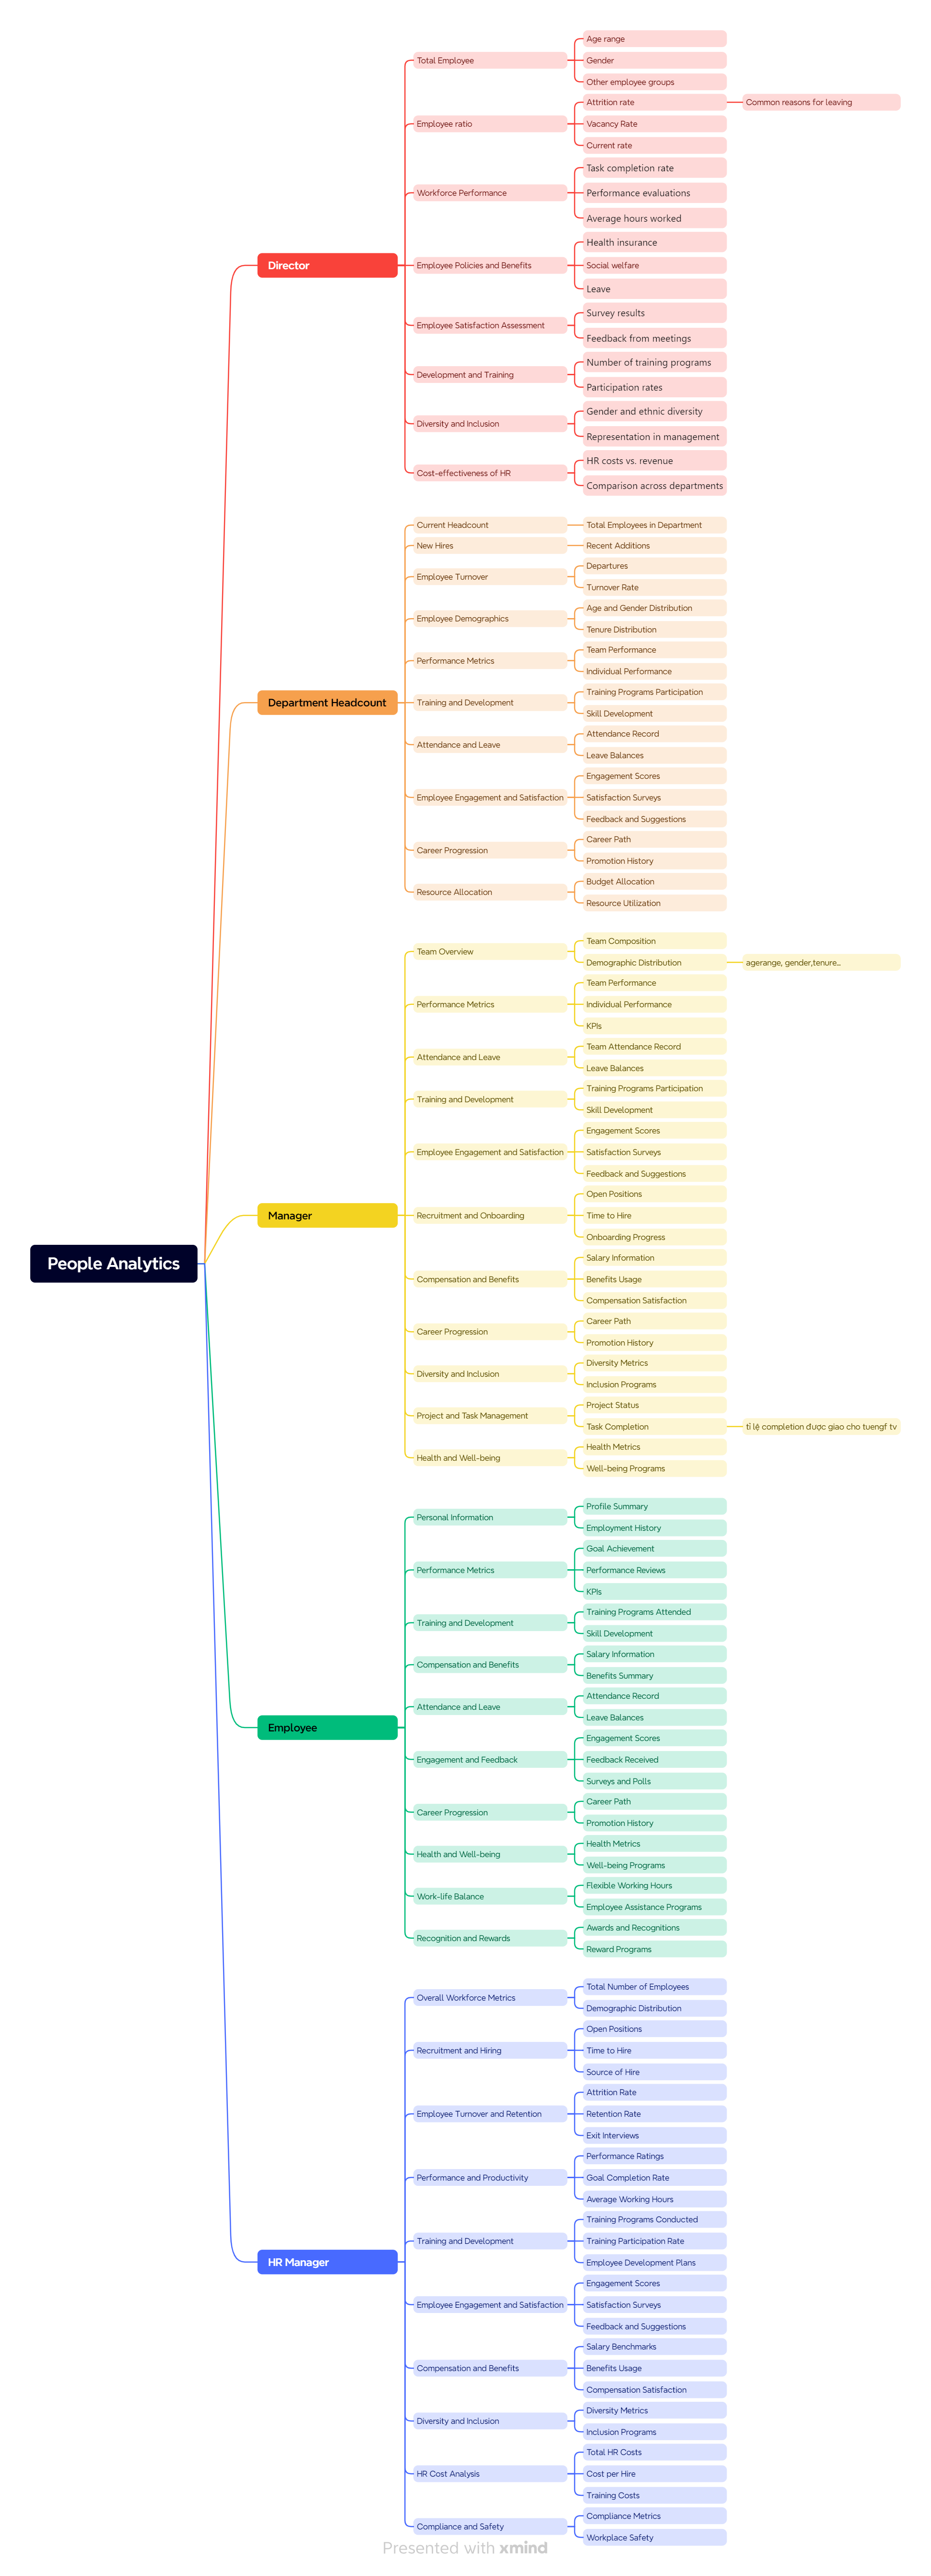 People Analytics
Director
Total Employee
Age range
Gender
Other employee groups
Employee ratio
Attrition rate
Common reasons for leaving
Vacancy Rate
Current rate
Workforce Performance
Task completion rate
Performance evaluations
Average hours worked
Employee Policies and Benefits
Health insurance
Social welfare
Leave
Employee Satisfaction Assessment
Survey results
Feedback from meetings
Development and Training
Number of training programs
Participation rates
Diversity and Inclusion
Gender and ethnic diversity
Representation in management
Cost-effectiveness of HR
HR costs vs. revenue
Comparison across departments
Department Headcount
Current Headcount
Total Employees in Department
New Hires
Recent Additions
Employee Turnover
Departures
Turnover Rate
Employee Demographics
Age and Gender Distribution
Tenure Distribution
Performance Metrics
Team Performance
Individual Performance
Training and Development
Training Programs Participation
Skill Development
Attendance and Leave
Attendance Record
Leave Balances
Employee Engagement and Satisfaction
Engagement Scores
Satisfaction Surveys
Feedback and Suggestions
Career Progression
Career Path
Promotion History
Resource Allocation
Budget Allocation
Resource Utilization
Manager
Team Overview
Team Composition
Demographic Distribution
agerange, gender,tenure...
Performance Metrics
Team Performance
Individual Performance
KPIs
Attendance and Leave
Team Attendance Record
Leave Balances
Training and Development
Training Programs Participation
Skill Development
Employee Engagement and Satisfaction
Engagement Scores
Satisfaction Surveys
Feedback and Suggestions
Recruitment and Onboarding
Open Positions
Time to Hire
Onboarding Progress
Compensation and Benefits
Salary Information
Benefits Usage
Compensation Satisfaction
Career Progression
Career Path
Promotion History
Diversity and Inclusion
Diversity Metrics
Inclusion Programs
Project and Task Management
Project Status
Task Completion
tỉ lệ completion được giao cho tuengf tv
Health and Well-being
Health Metrics
Well-being Programs
Employee
Personal Information
Profile Summary
Employment History
Performance Metrics
Goal Achievement
Performance Reviews
KPIs
Training and Development
Training Programs Attended
Skill Development
Compensation and Benefits
Salary Information
Benefits Summary
Attendance and Leave
Attendance Record
Leave Balances
Engagement and Feedback
Engagement Scores
Feedback Received
Surveys and Polls
Career Progression
Career Path
Promotion History
Health and Well-being
Health Metrics
Well-being Programs
Work-life Balance
Flexible Working Hours
Employee Assistance Programs
Recognition and Rewards
Awards and Recognitions
Reward Programs
HR Manager
Overall Workforce Metrics
Total Number of Employees
Demographic Distribution
Recruitment and Hiring
Open Positions
Time to Hire
Source of Hire
Employee Turnover and Retention
Attrition Rate
Retention Rate
Exit Interviews
Performance and Productivity
Performance Ratings
Goal Completion Rate
Average Working Hours
Training and Development
Training Programs Conducted
Training Participation Rate
Employee Development Plans
Employee Engagement and Satisfaction
Engagement Scores
Satisfaction Surveys
Feedback and Suggestions
Compensation and Benefits
Salary Benchmarks
Benefits Usage
Compensation Satisfaction
Diversity and Inclusion
Diversity Metrics
Inclusion Programs
HR Cost Analysis
Total HR Costs
Cost per Hire
Training Costs
Compliance and Safety
Compliance Metrics
Workplace Safety
Presented with xmind